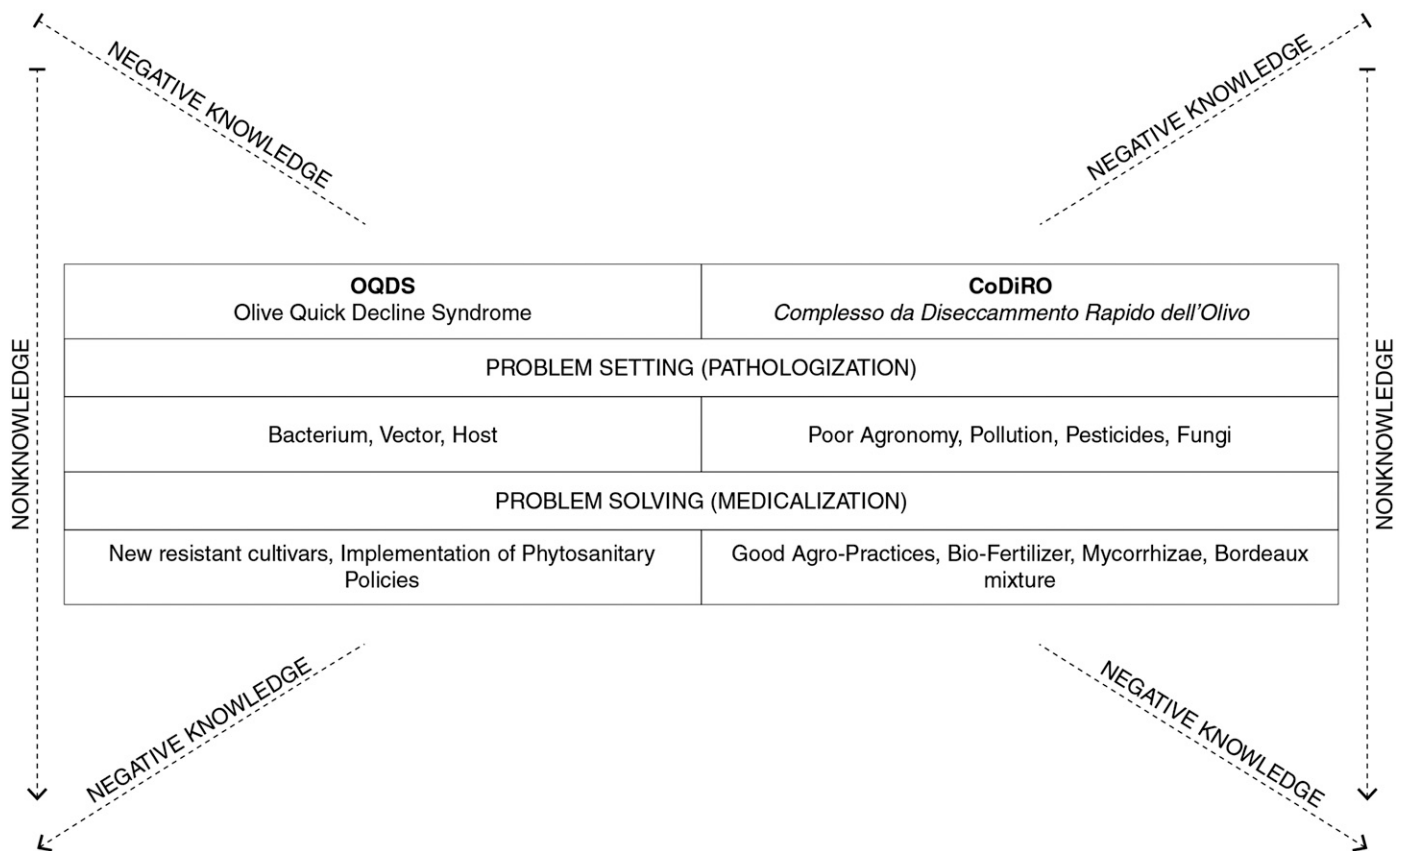 NEGATIVE KNOWLEDGE
NEGATIVE KNOWLEDGE
NONKNOWLEDGE
NONKNOWLEDGE
OQDS
Olive Quick Decline Syndrome
CoDiRO
Complesso da Diseccammento Rapido dell'Olivo
PROBLEM SETTING (PATHOLOGIZATION)
Bacterium, Vector, Host
Poor Agronomy, Pollution, Pesticides, Fungi
PROBLEM SOLVING (MEDICALIZATION)
New resistant cultivars, Implementation of Phytosanitary
Policies
Good Agro-Practices, Bio-Fertilizer, Mycorrhizae, Bordeaux
mixture
NEGATIVE KNOWLEDGE
NEGATIVE KNOWLEDGE